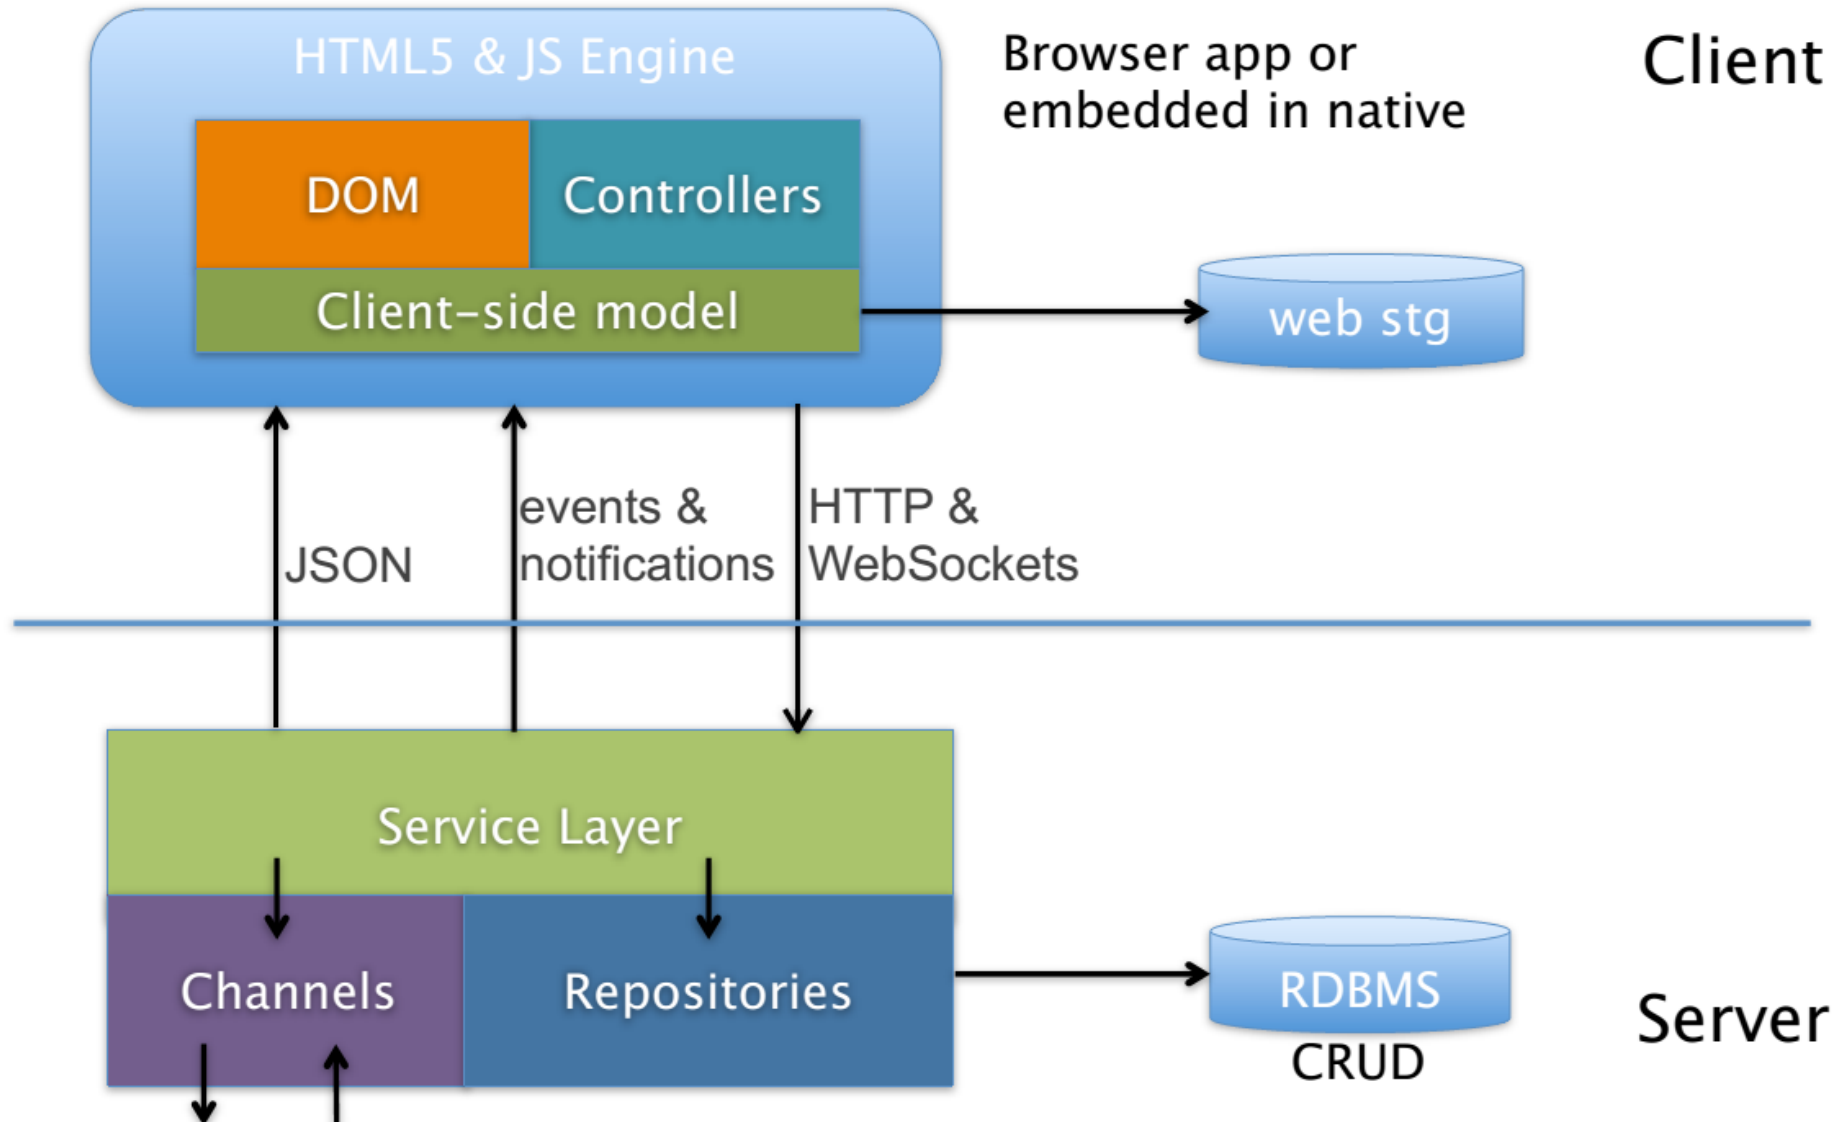 HTML5 & JS Engine
Browser app or
embedded in native
Client
DOM
Controllers
Client-side model
web stg
JSON
events &
notifications
HTTP &
WebSockets
Service Layer
Channels
Repositories
RDBMS
CRUD
Server